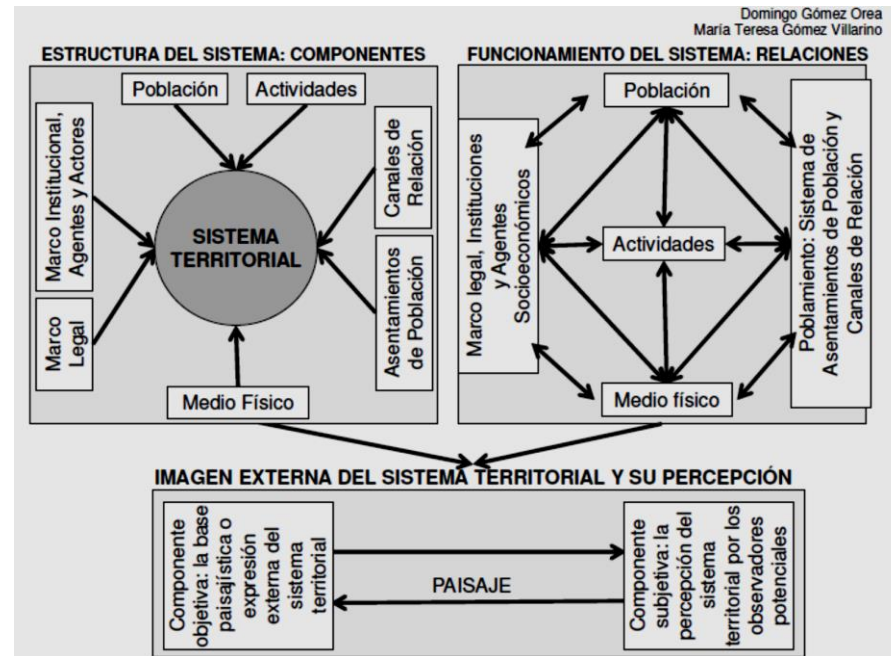 Domingo Gómez Orea
María Teresa Gómez Villarino
ESTRUCTURA DEL SISTEMA: COMPONENTES
Población
Actividades
Marco Institucional,
Agentes y Actores
Marco
Legal
SISTEMA
TERRITORIAL
Canales de
Relación
Asentamientos
de Población
Medio Físico
FUNCIONAMIENTO DEL SISTEMA: RELACIONES
Población
Marco legal, Instituciones
y Agentes
Socioeconómicos
Actividades
Poblamiento: Sistema de
Asentamientos de Población y
Canales de Relación
Medio físico
IMAGEN EXTERNA DEL SISTEMA TERRITORIAL Y SU PERCEPCIÓN
Componente
objetiva: la base
paisajística o
expresión
externa del
sistema
territorial
PAISAJE
Componente
subjetiva: la
percepción del
sistema
territorial por los
observadores
potenciales